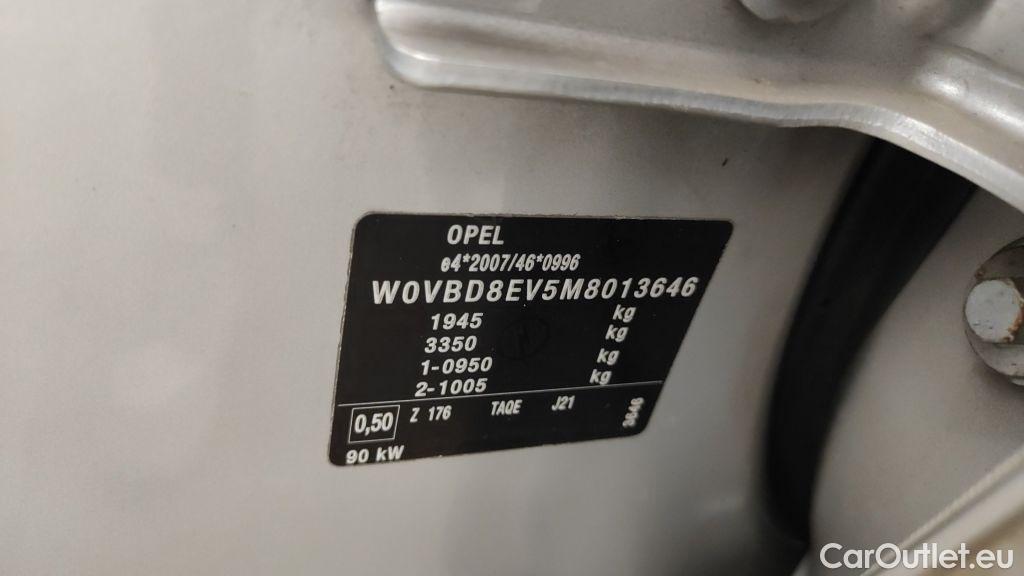 OPEL
e4*2007/46*0996
W0VBD8EV5M8013646
1945 kg
3350 kg
1-0950 kg
2-1005 kg
0,50 Z 176 TAQE J21 3646
90 kW
CarOutlet.eu